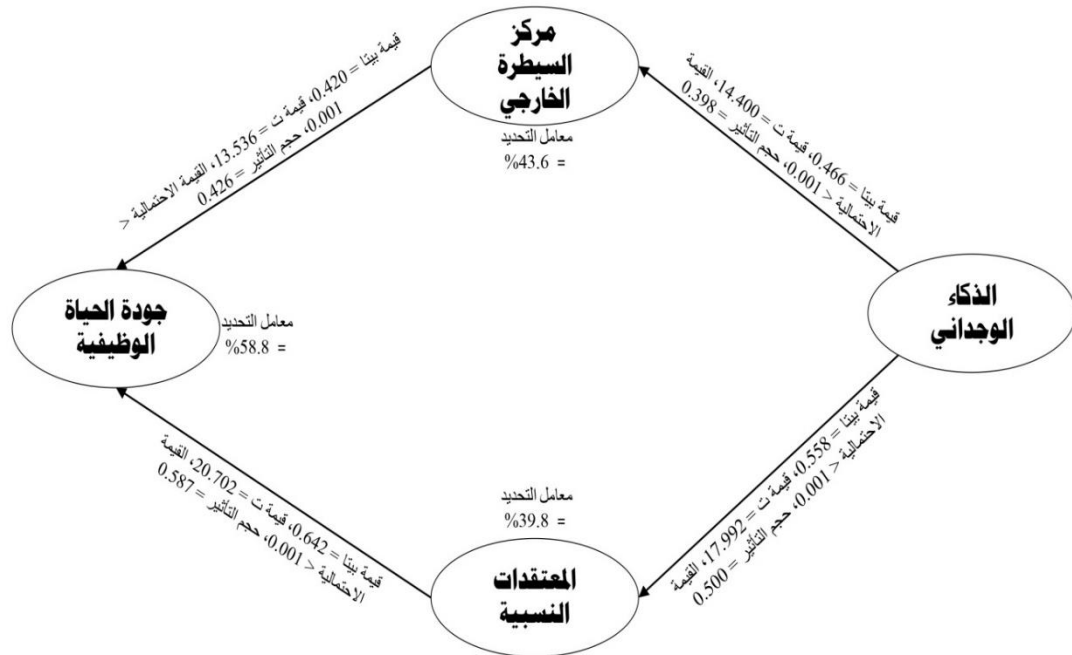 مركز
السيطرة
الخارجي
معامل التحديد
= 43.6%
قيمة بيتا = 0.466، قيمة ت = 14.400، القيمة
الاحتمالية < 0.001، حجم التأثير = 0.398
قيمة بيتا = 0.420، قيمة ت = 13.536، القيمة الاحتمالية <
0.001، حجم التأثير = 0.426
الذكاء
الوجداني
جودة الحياة
الوظيفية
معامل التحديد
= 58.8%
قيمة بيتا = 0.558، قيمة ت = 17.992، القيمة
الاحتمالية < 0.001، حجم التأثير = 0.500
قيمة بيتا = 0.642، قيمة ت = 20.702، القيمة
الاحتمالية < 0.001، حجم التأثير = 0.587
معامل التحديد
= 39.8%
المعتقدات
النسبية